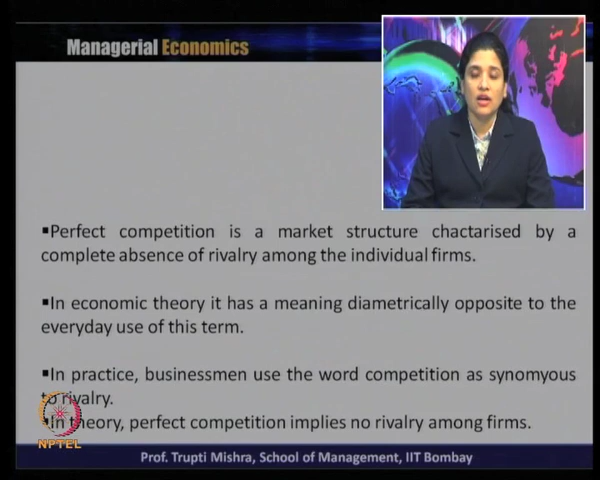 Managerial Economics
▪Perfect competition is a market structure chactarised by a
complete absence of rivalry among the individual firms.
▪In economic theory it has a meaning diametrically opposite to the
everyday use of this term.
▪In practice, businessmen use the word competition as synomyous
to rivalry.
▪In theory, perfect competition implies no rivalry among firms.
NPTEL
Prof. Trupti Mishra, School of Management, IIT Bombay